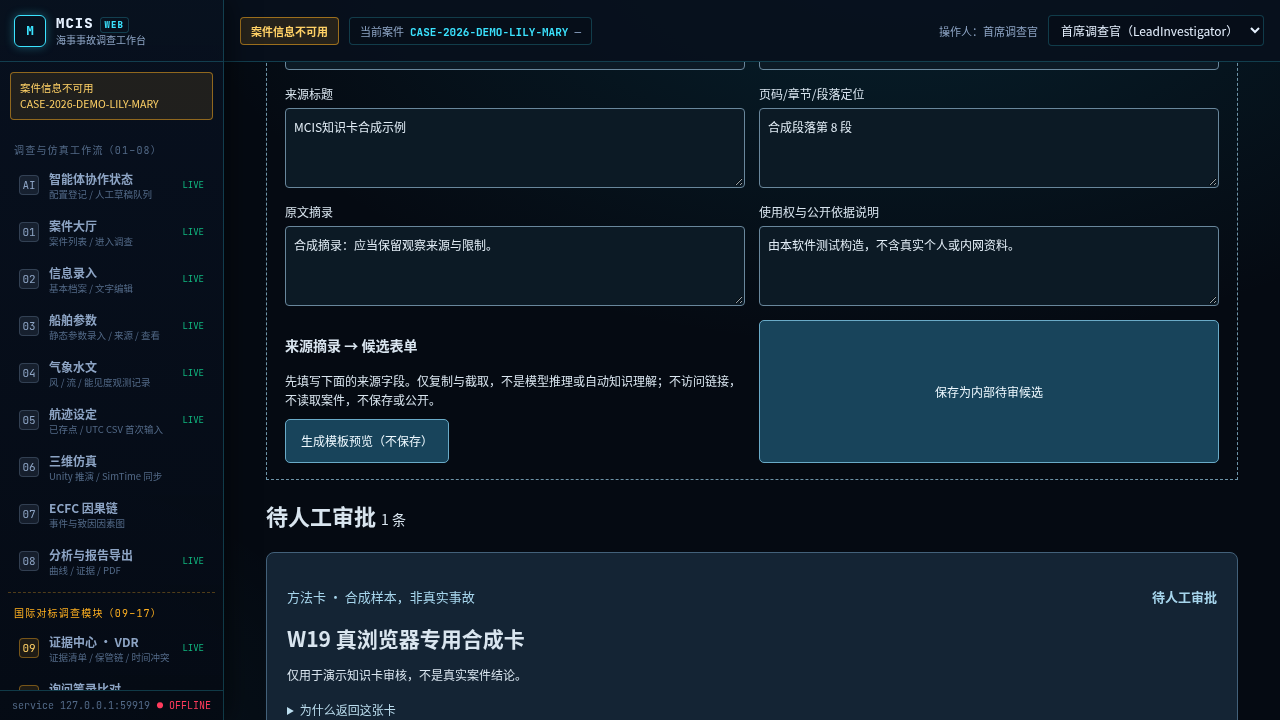 M
MCIS WEB
海事事故调查工作台
案件信息不可用
当前案件 CASE-2026-DEMO-LILY-MARY —
操作人：首席调查官
首席调查官（LeadInvestigator）
案件信息不可用
CASE-2026-DEMO-LILY-MARY
调查与仿真工作流（01–08）
AI 智能体协作状态 LIVE
配置登记 / 人工草稿队列
01 案件大厅 LIVE
案件列表 / 进入调查
02 信息录入 LIVE
基本档案 / 文字编辑
03 船舶参数 LIVE
静态参数录入 / 来源 / 查看
04 气象水文 LIVE
风 / 流 / 能见度观测记录
05 航迹设定 LIVE
已存点 / UTC CSV 首次输入
06 三维仿真
Unity 推演 / SimTime 同步
07 ECFC 因果链
事件与致因因素图
08 分析与报告导出 LIVE
曲线 / 证据 / PDF
国际对标调查模块（09–17）
09 证据中心 · VDR LIVE
证据清单 / 保管链 / 时间冲突
询问笔录比对
service 127.0.0.1:59919 OFFLINE
来源标题
MCIS知识卡合成示例
页码/章节/段落定位
合成段落第 8 段
原文摘录
合成摘录：应当保留观察来源与限制。
使用权与公开依据说明
由本软件测试构造，不含真实个人或内网资料。
来源摘录 → 候选表单
先填写下面的来源字段。仅复制与截取，不是模型推理或自动知识理解；不访问链接，
不读取案件，不保存或公开。
生成模板预览（不保存）
保存为内部待审候选
待人工审批 1 条
方法卡 · 合成样本，非真实事故
待人工审批
W19 真浏览器专用合成卡
仅用于演示知识卡审核，不是真实案件结论。
▶ 为什么返回这张卡